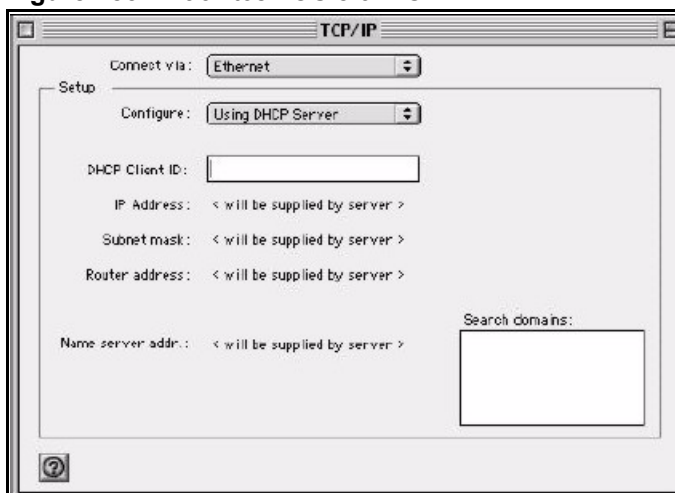 TCP/IP
Connect via: Ethernet
Setup
Configure: Using DHCP Server
DHCP Client ID:
IP Address: < will be supplied by server >
Subnet mask: < will be supplied by server >
Router address: < will be supplied by server >
Search domains:
Name server addr.: < will be supplied by server >
?